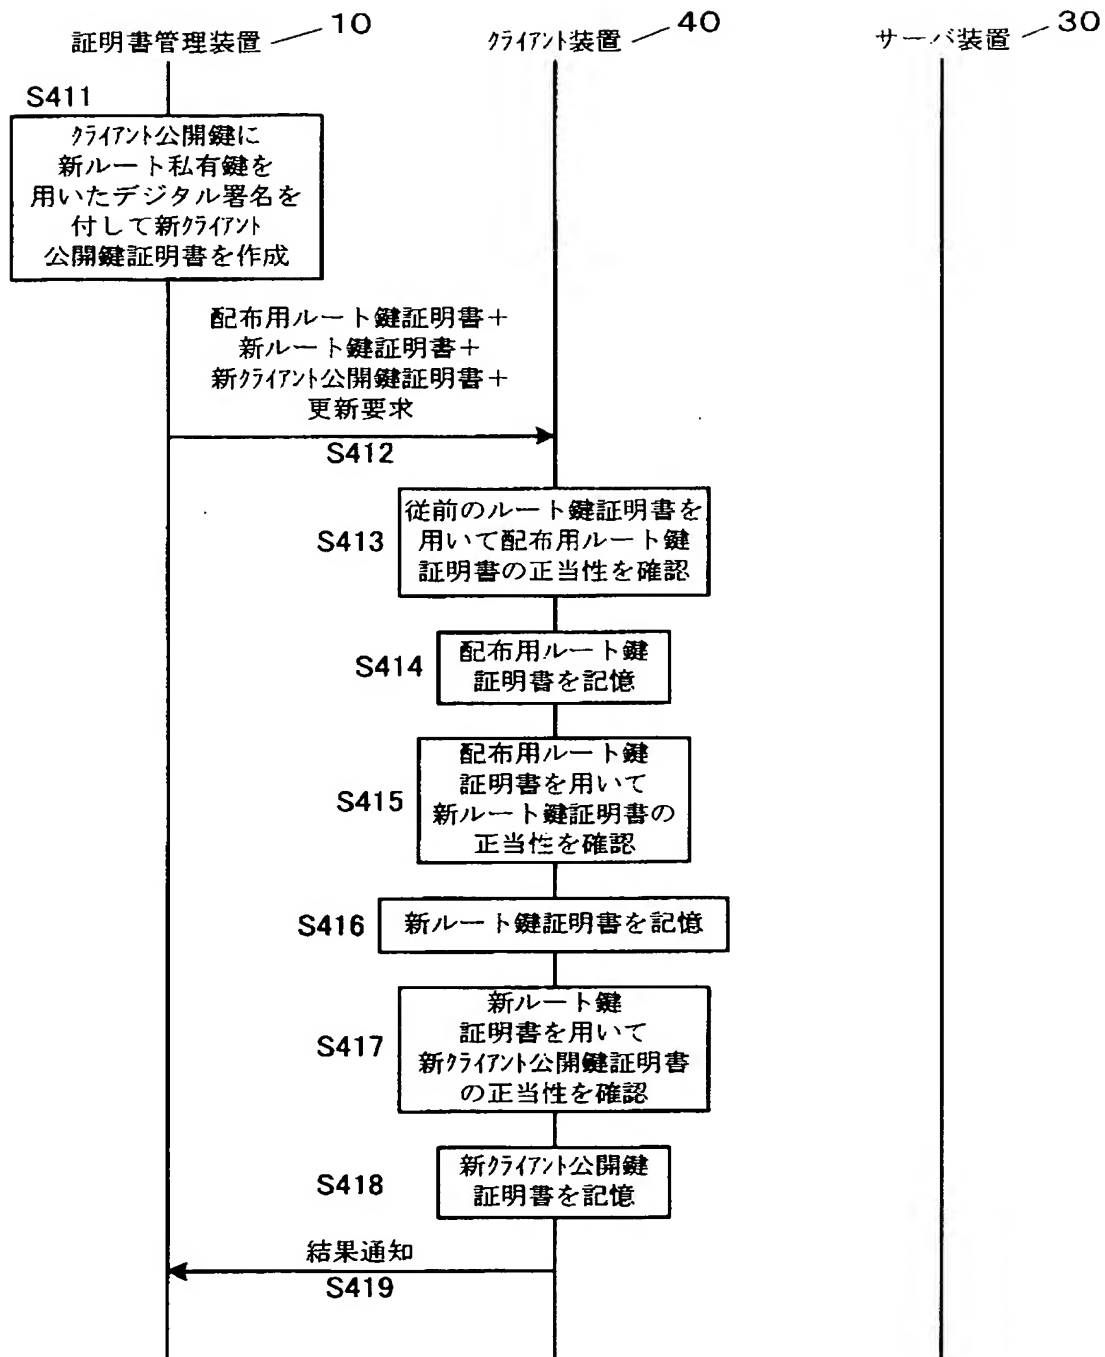 証明書管理装置 10
クライアント装置 40
サーバ装置 30
S411
クライアント公開鍵に
新ルート私有鍵を
用いたデジタル署名を
付して新クライアント
公開鍵証明書を作成
配布用ルート鍵証明書+
新ルート鍵証明書+
新クライアント公開鍵証明書+
更新要求
S412
S413
従前のルート鍵証明書を
用いて配布用ルート鍵
証明書の正当性を確認
S414
配布用ルート鍵
証明書を記憶
S415
配布用ルート鍵
証明書を用いて
新ルート鍵証明書の
正当性を確認
S416
新ルート鍵証明書を記憶
S417
新ルート鍵
証明書を用いて
新クライアント公開鍵証明書
の正当性を確認
S418
新クライアント公開鍵
証明書を記憶
結果通知
S419